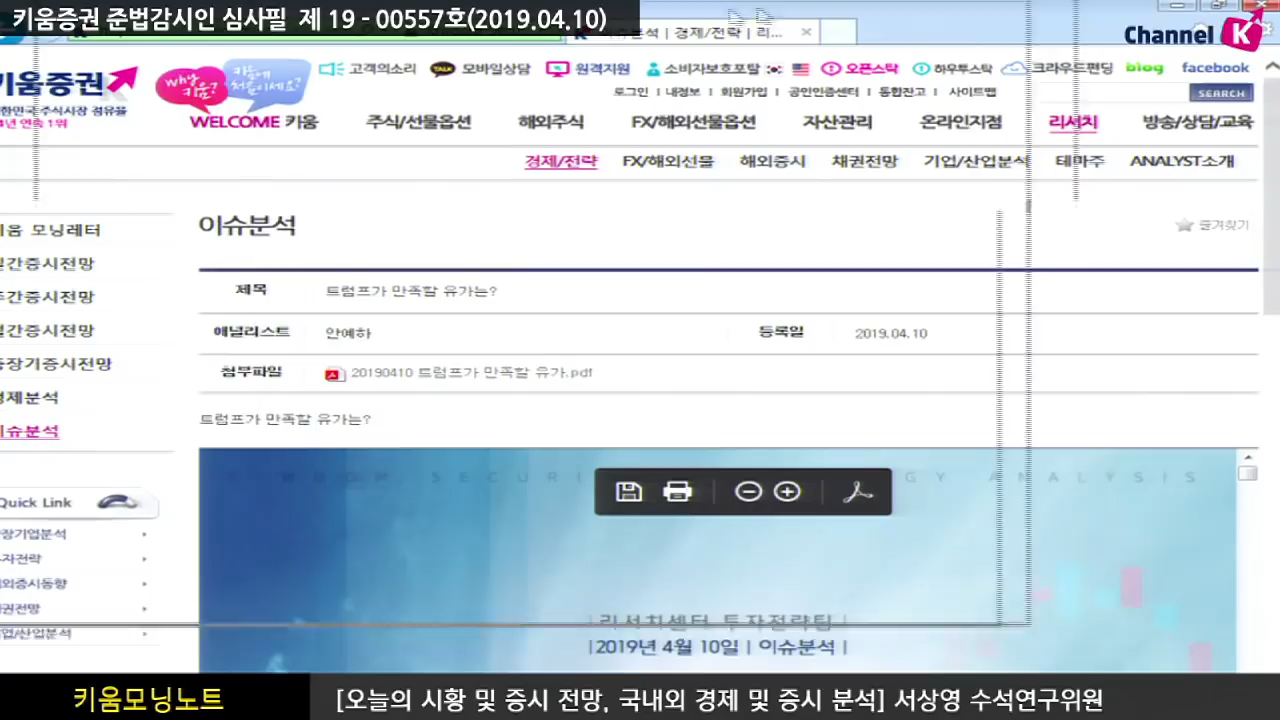 키움증권 준법감시인 심사필 제 19 - 00557호(2019.04.10)
| 경제/전략 | 리...
Channel K
키움증권
Why 키움?
고객의소리 TALK 모바일상담 원격지원 소비자보호포탈 오픈스탁 하우투스탁 크라우드펀딩 blog facebook
로그인 | 내정보 | 회원가입 | 공인인증센터 | 통합잔고 | 사이트맵
SEARCH
WELCOME 키움 주식/선물옵션 해외주식 FX/해외선물옵션 자산관리 온라인지점 리서치 방송/상담/교육
경제/전략 FX/해외선물 해외증시 채권전망 기업/산업분석 테마주 ANALYST소개
모닝레터
이슈분석
즐겨찾기
제목 트럼프가 만족할 유가는?
애널리스트 안예하 등록일 2019.04.10
첨부파일 20190410 트럼프가 만족할 유가.pdf
트럼프가 만족할 유가는?
Quick Link
|리서치센터 투자전략팀|
|2019년 4월 10일 | 이슈분석 |
키움모닝노트
[오늘의 시황 및 증시 전망, 국내외 경제 및 증시 분석] 서상영 수석연구위원